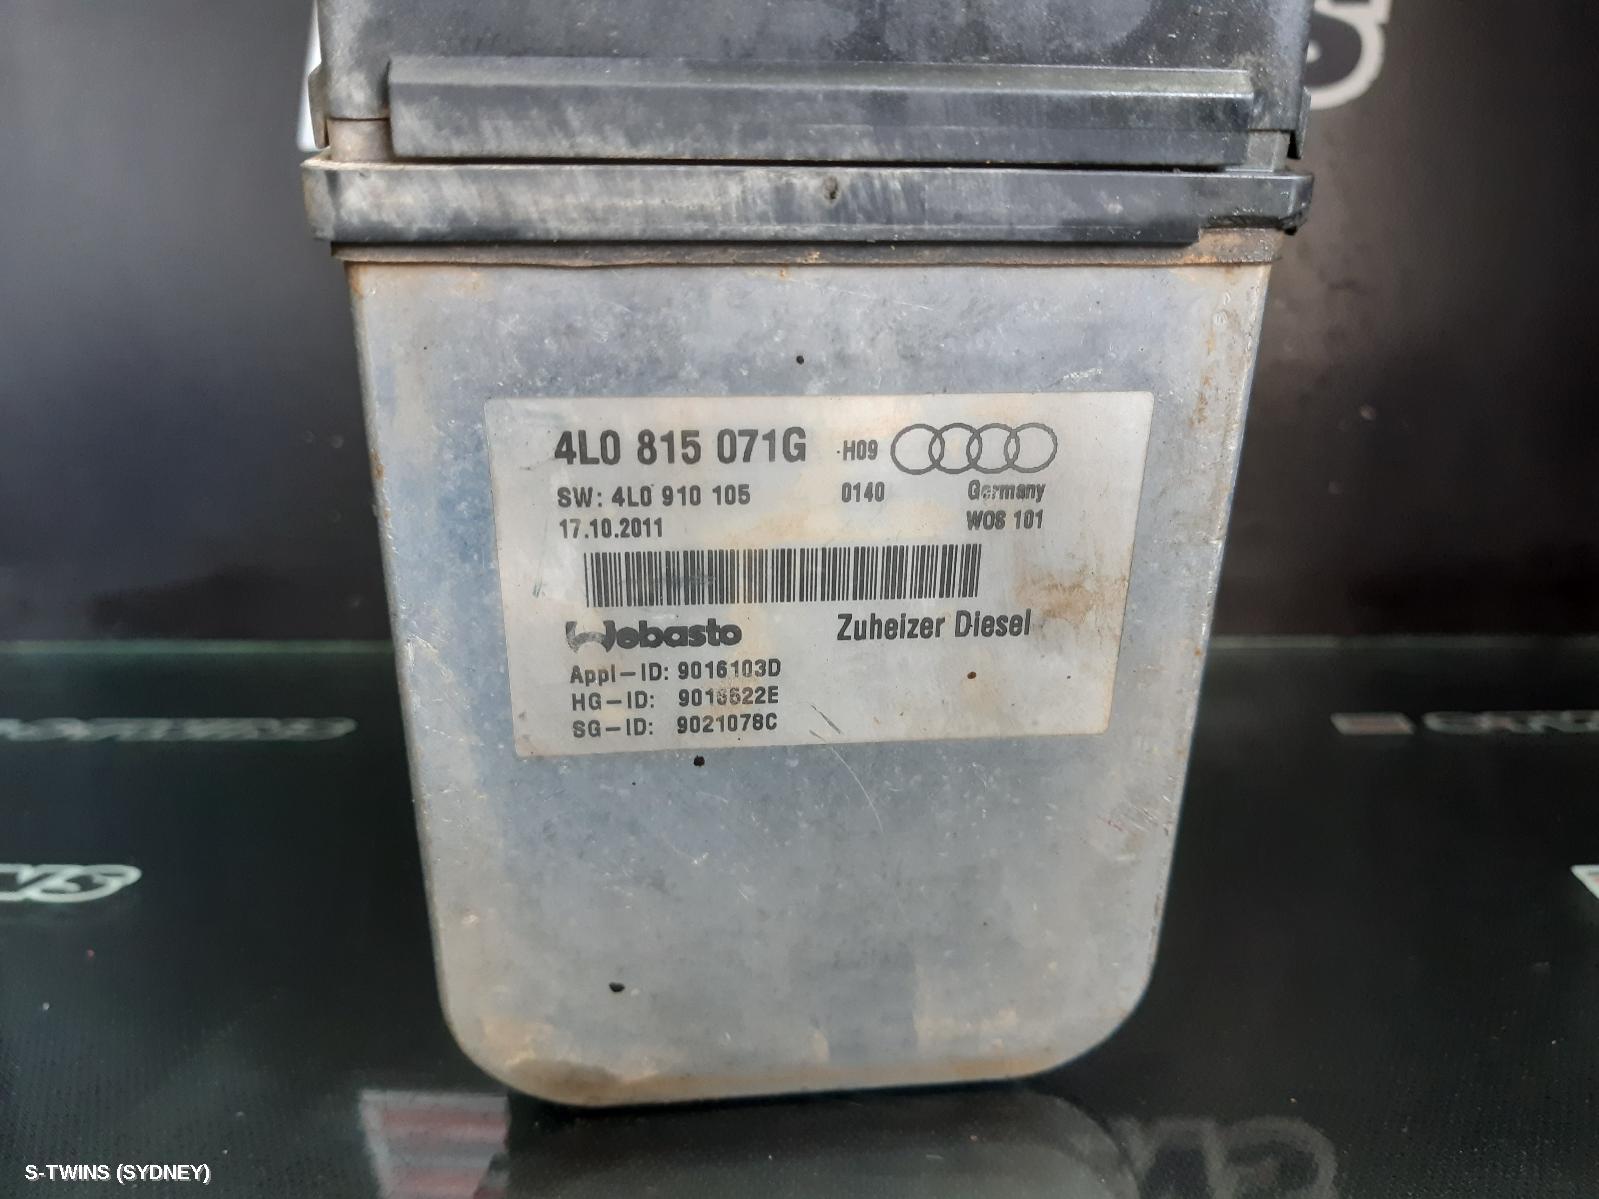 4L0 815 071G H09
SW: 4L0 910 105 0140 Germany
17.10.2011 WOS 101
Webasto Zuheizer Diesel
Appl-ID: 9016103D
HG-ID:
SG-ID: 9021078C
S-TWINS (SYDNEY)